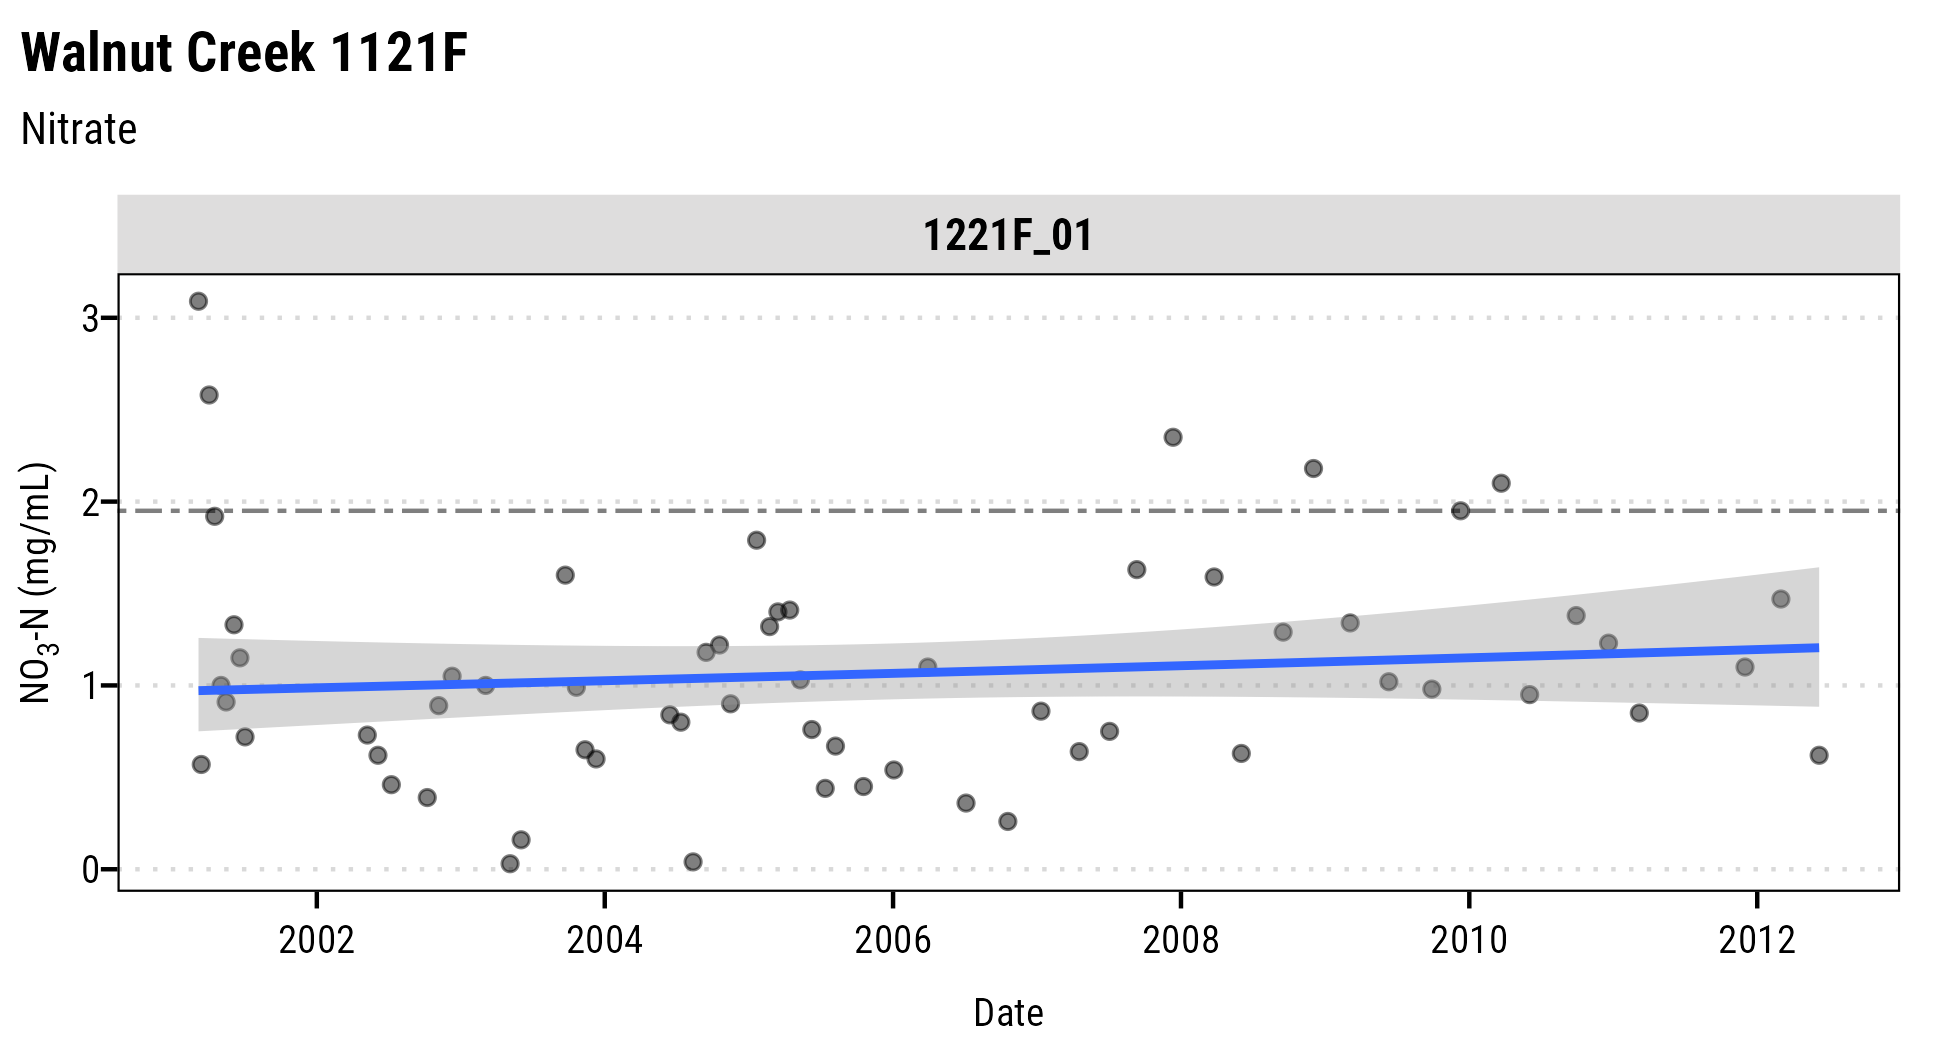 Walnut Creek 1121F
Nitrate
1221F_01
3
2
1
0
NO₃-N (mg/mL)
2002 2004 2006 2008 2010 2012
Date